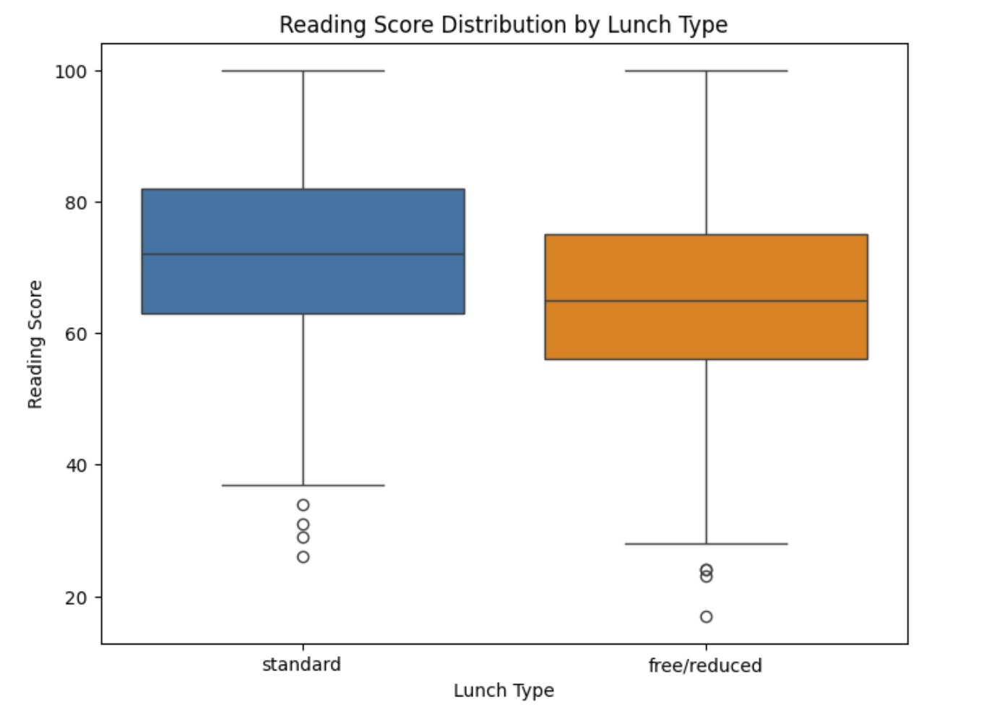 Reading Score Distribution by Lunch Type
100
80
60
40
20
Reading Score
standard
free/reduced
Lunch Type